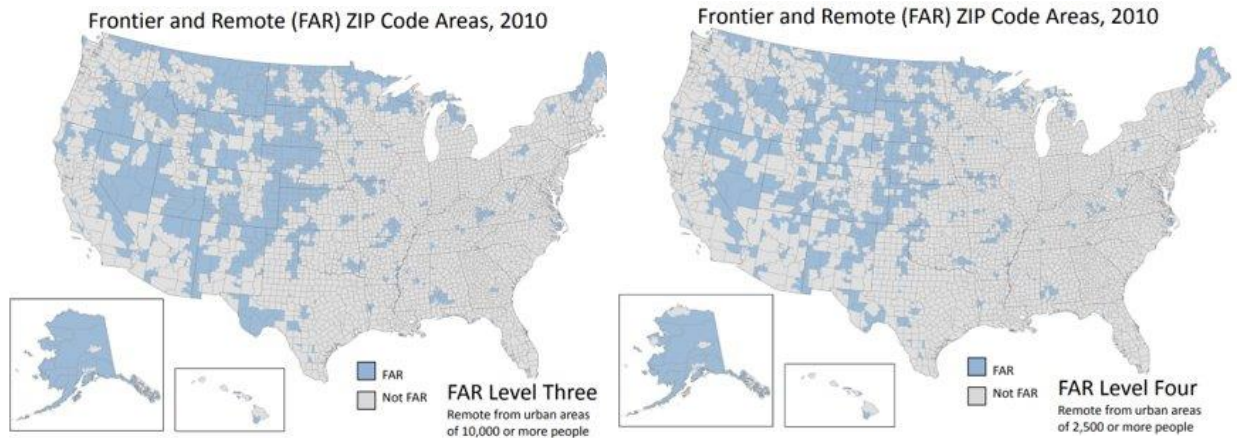 Frontier and Remote (FAR) ZIP Code Areas, 2010
FAR
Not FAR
FAR Level Three
Remote from urban areas
of 10,000 or more people
Frontier and Remote (FAR) ZIP Code Areas, 2010
FAR
Not FAR
FAR Level Four
Remote from urban areas
of 2,500 or more people